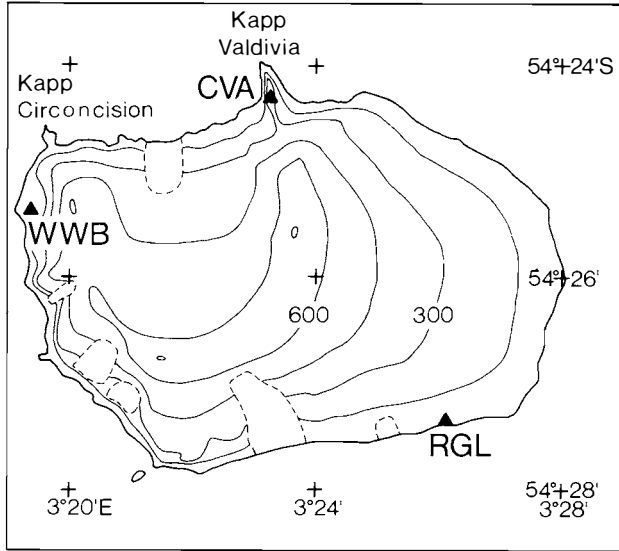 Kapp
Valdivia
54°+24'S
Kapp
Circoncision
CVA
WWB
54°+26'
600
300
RGL
54°+28'
3°20'E
3°24'
3°28'